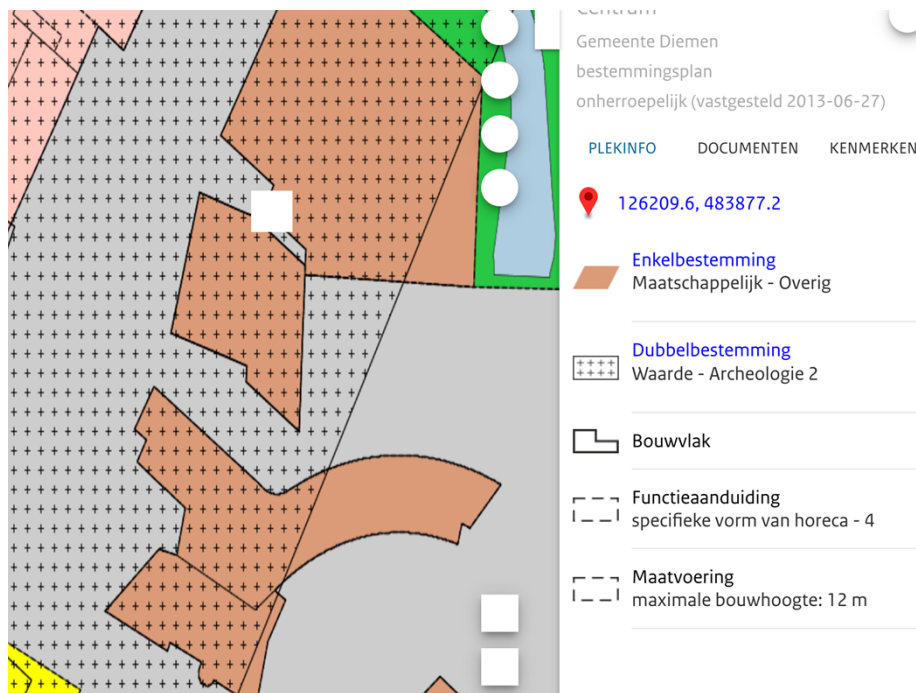 Centrum
Gemeente Diemen
bestemmingsplan
onherroepelijk (vastgesteld 2013-06-27)
PLEKINFO DOCUMENTEN KENMERKEN
126209.6, 483877.2
Enkelbestemming
Maatschappelijk - Overig
Dubbelbestemming
Waarde - Archeologie 2
Bouwvlak
Functieaanduiding
specifieke vorm van horeca - 4
Maatvoering
maximale bouwhoogte: 12 m